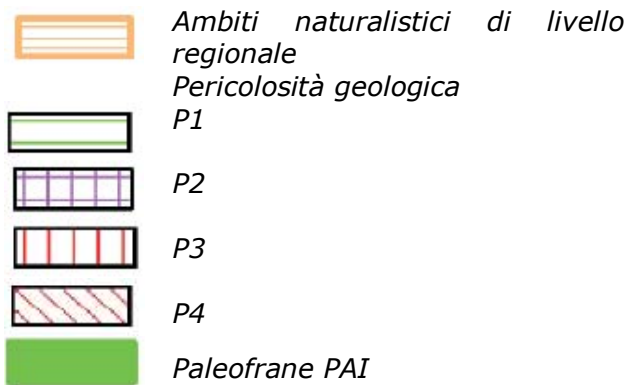 Ambiti naturalistici di livello
regionale
Pericolosità geologica
P1
P2
P3
P4
Paleofrane PAI